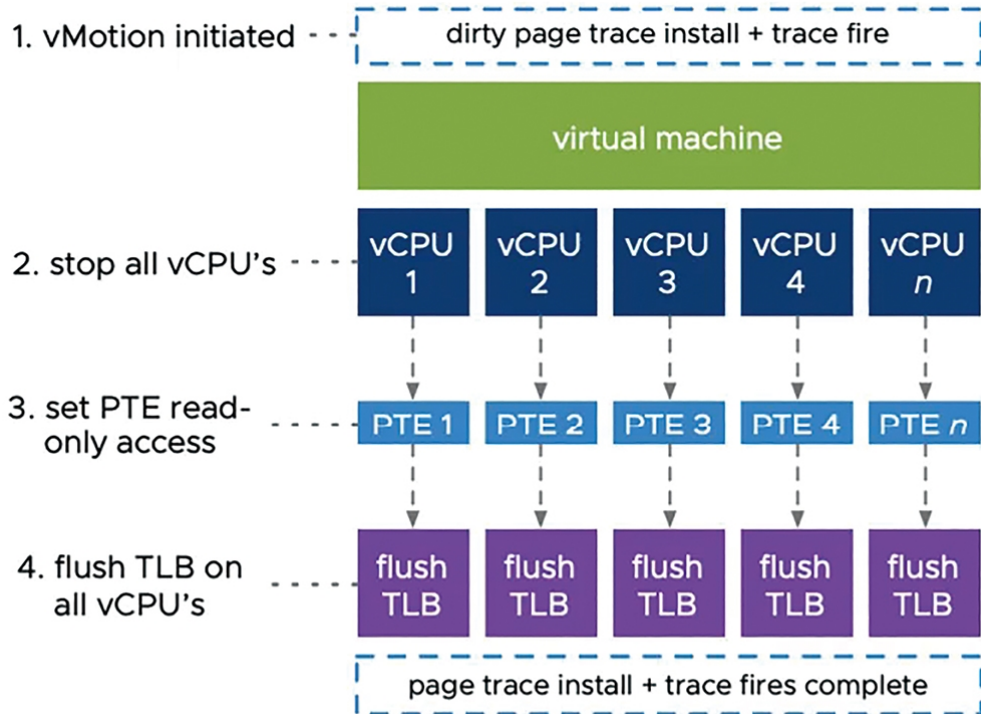 1. vMotion initiated
dirty page trace install + trace fire
virtual machine
2. stop all vCPU's
vCPU
1
vCPU
2
vCPU
3
vCPU
4
vCPU
n
3. set PTE read-
only access
PTE 1
PTE 2
PTE 3
PTE 4
PTE n
4. flush TLB on
all vCPU's
flush
TLB
flush
TLB
flush
TLB
flush
TLB
flush
TLB
page trace install + trace fires complete